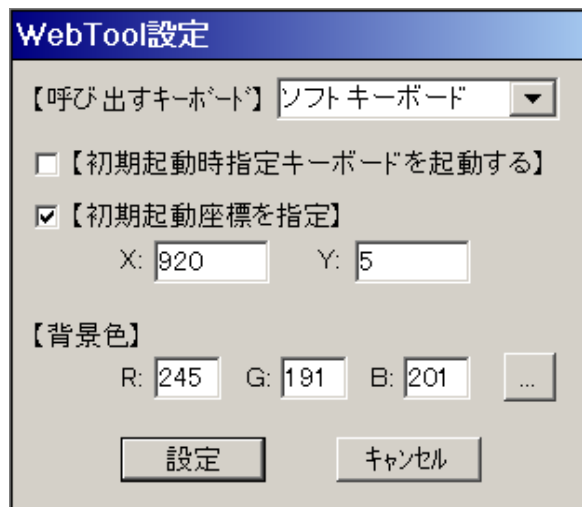 WebTool設定
【呼び出すｷｰﾎﾞｰﾄﾞ】 ソフトキーボード
【初期起動時指定キーボードを起動する】
【初期起動座標を指定】
X: 920 Y: 5
【背景色】
R: 245 G: 191 B: 201 ...
設定 ｷｬﾝｾﾙ